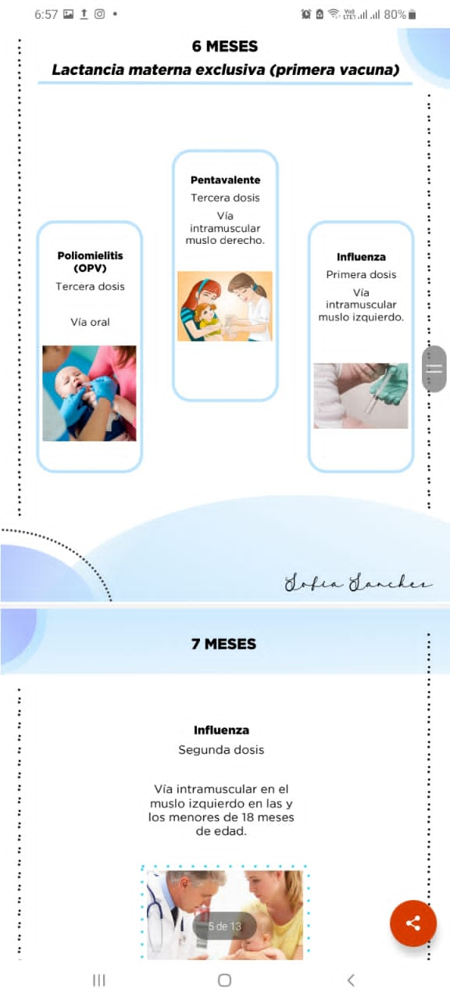 6:57
80%
6 MESES
Lactancia materna exclusiva (primera vacuna)
Pentavalente
Tercera dosis
Vía
intramuscular
muslo derecho.
Poliomielitis
(OPV)
Tercera dosis
Vía oral
Influenza
Primera dosis
Vía
intramuscular
muslo izquierdo.
Sofia Sanchez
7 MESES
Influenza
Segunda dosis
Vía intramuscular en el
muslo izquierdo en las y
los menores de 18 meses
de edad.
5 de 13